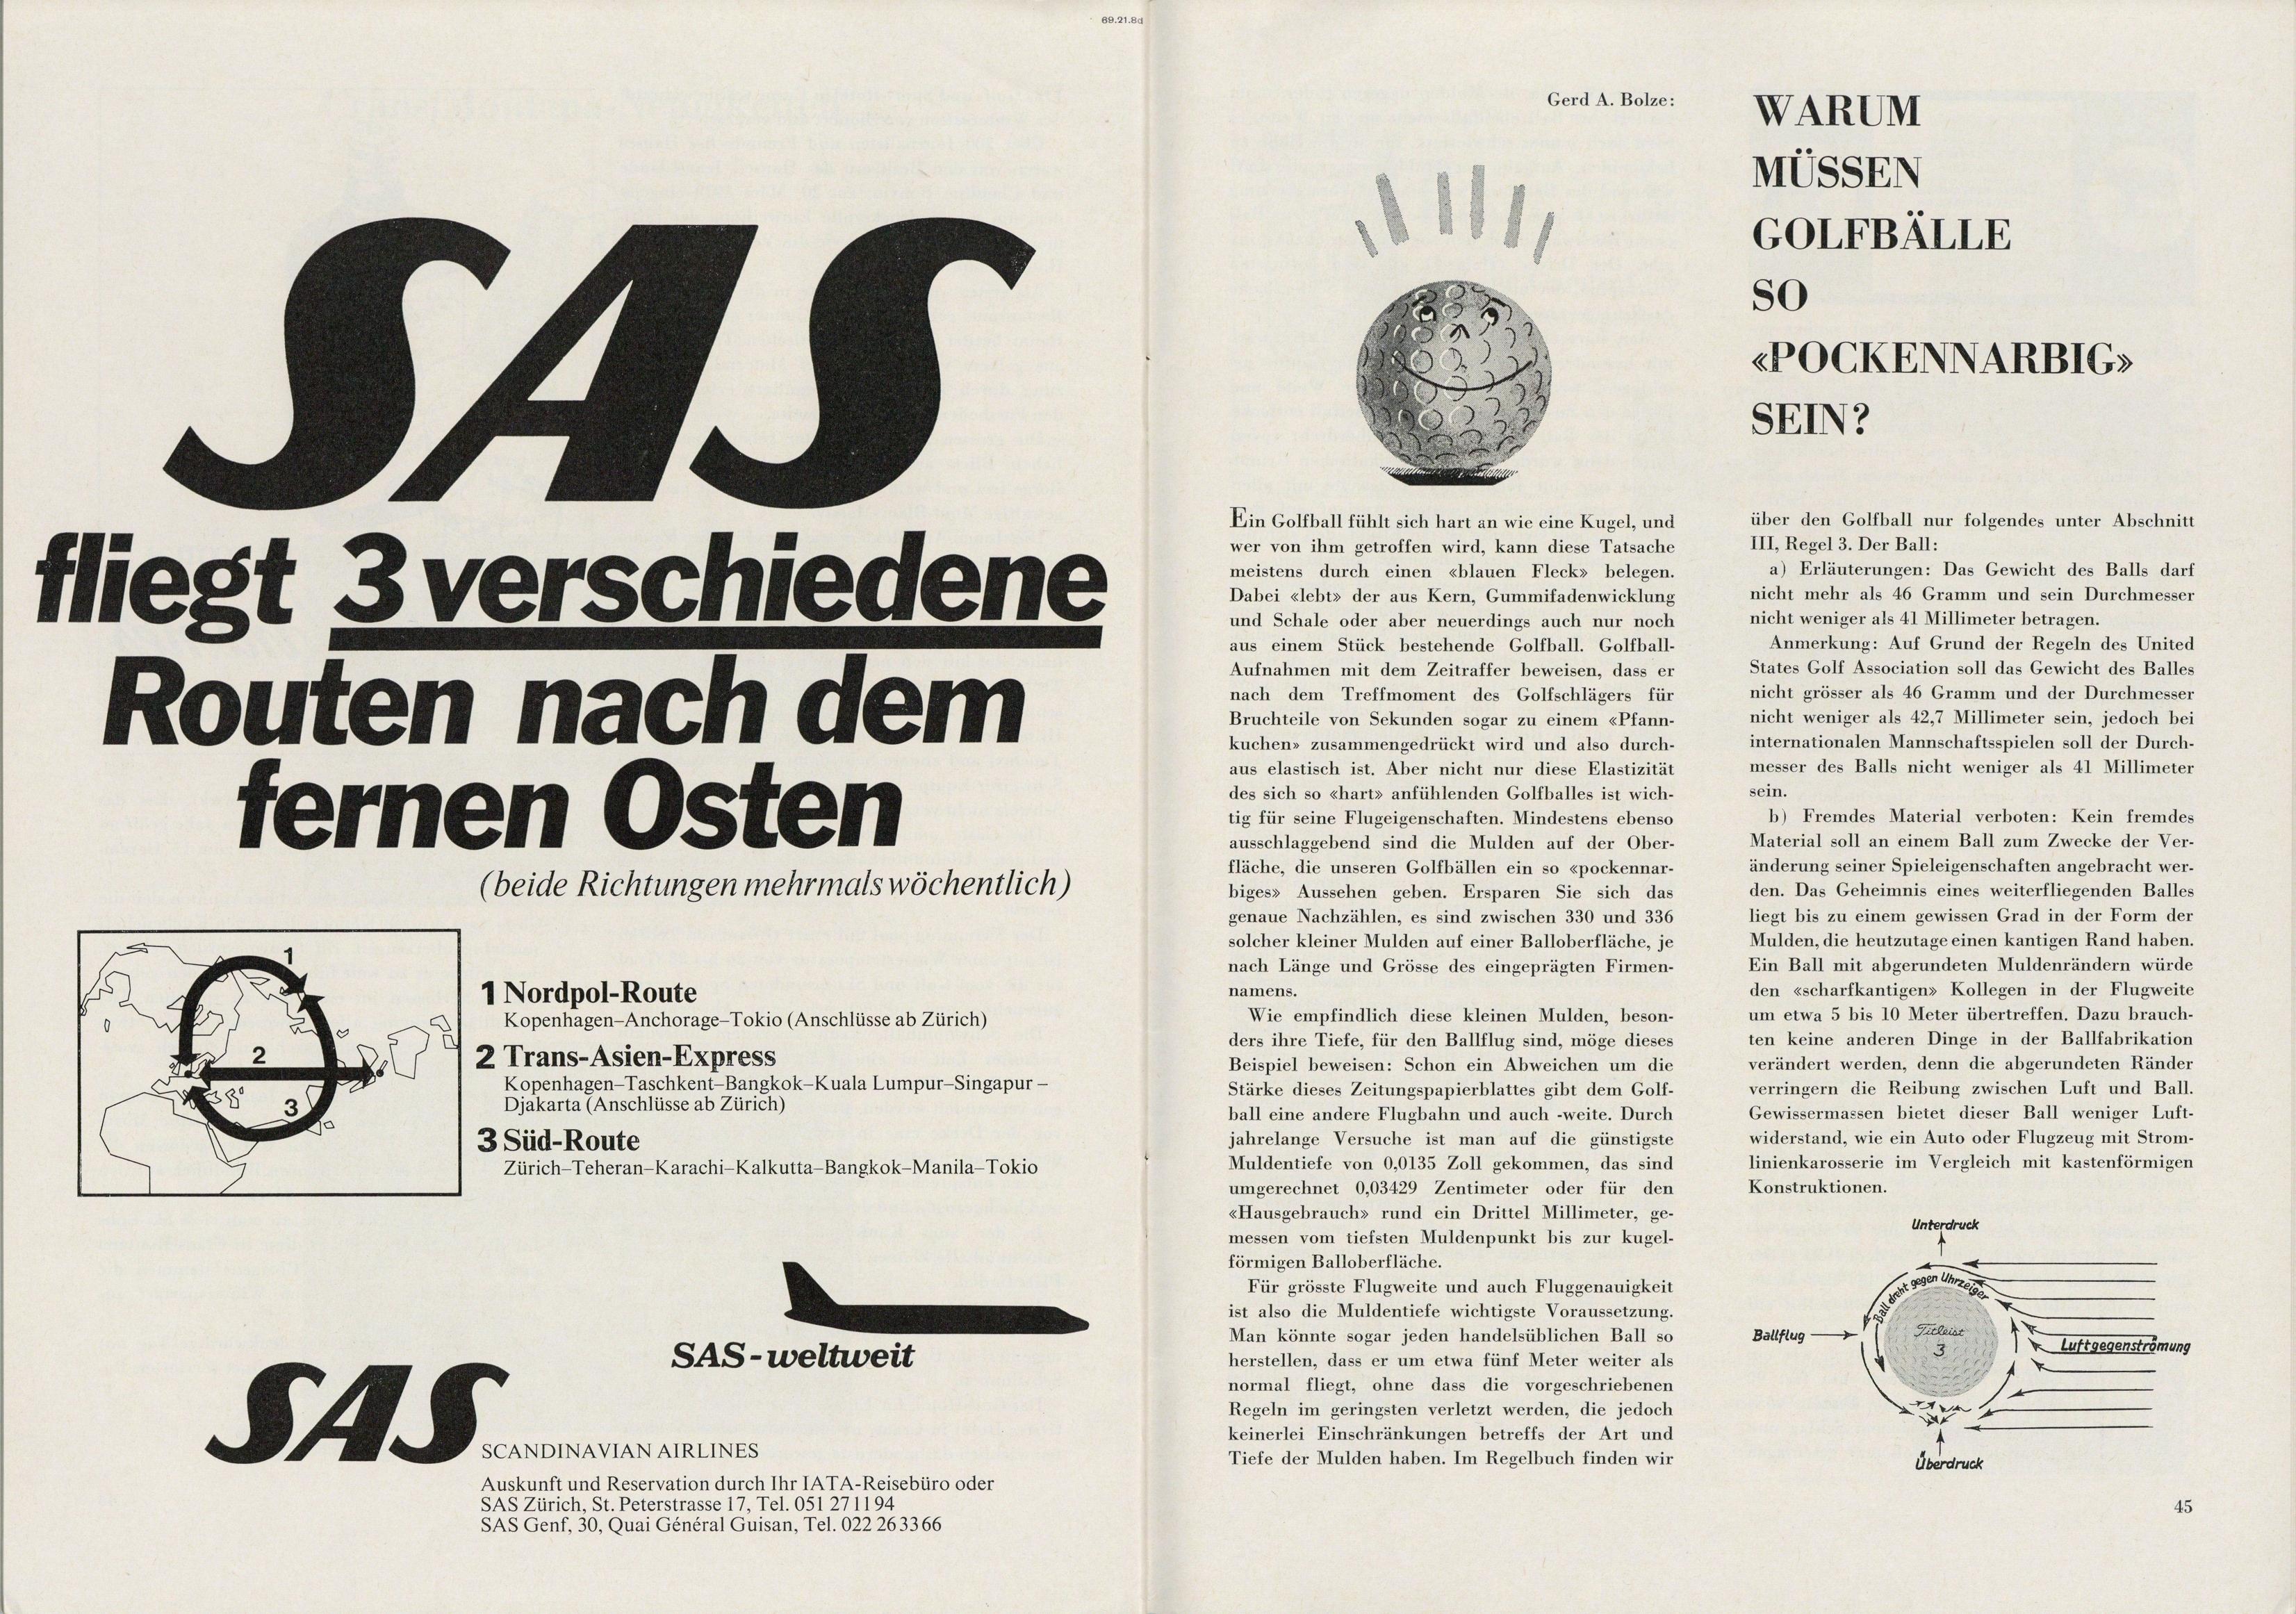 69.21.8d
SAS
fliegt 3 verschiedene
Routen nach dem
fernen Osten
(beide Richtungen mehrmals wöchentlich)
1
2
3
1 Nordpol-Route
Kopenhagen–Anchorage–Tokio (Anschlüsse ab Zürich)
2 Trans-Asien-Express
Kopenhagen–Taschkent–Bangkok–Kuala Lumpur–Singapur –
Djakarta (Anschlüsse ab Zürich)
3 Süd-Route
Zürich–Teheran–Karachi–Kalkutta–Bangkok–Manila–Tokio
SAS-weltweit
SAS
SCANDINAVIAN AIRLINES
Auskunft und Reservation durch Ihr IATA-Reisebüro oder
SAS Zürich, St. Peterstrasse 17, Tel. 051 271194
SAS Genf, 30, Quai Général Guisan, Tel. 022 263366
Gerd A. Bolze:
WARUM
MÜSSEN
GOLFBÄLLE
SO
«POCKENNARBIG»
SEIN?
Ein Golfball fühlt sich hart an wie eine Kugel, und
wer von ihm getroffen wird, kann diese Tatsache
meistens durch einen «blauen Fleck» belegen.
Dabei «lebt» der aus Kern, Gummifadenwicklung
und Schale oder aber neuerdings auch nur noch
aus einem Stück bestehende Golfball. Golfball-
Aufnahmen mit dem Zeitraffer beweisen, dass er
nach dem Treffmoment des Golfschlägers für
Bruchteile von Sekunden sogar zu einem «Pfann-
kuchen» zusammengedrückt wird und also durch-
aus elastisch ist. Aber nicht nur diese Elastizität
des sich so «hart» anfühlenden Golfballes ist wich-
tig für seine Flugeigenschaften. Mindestens ebenso
ausschlaggebend sind die Mulden auf der Ober-
fläche, die unseren Golfbällen ein so «pockennar-
biges» Aussehen geben. Ersparen Sie sich das
genaue Nachzählen, es sind zwischen 330 und 336
solcher kleiner Mulden auf einer Balloberfläche, je
nach Länge und Grösse des eingeprägten Firmen-
namens.
Wie empfindlich diese kleinen Mulden, beson-
ders ihre Tiefe, für den Ballflug sind, möge dieses
Beispiel beweisen: Schon ein Abweichen um die
Stärke dieses Zeitungspapierblattes gibt dem Golf-
ball eine andere Flugbahn und auch -weite. Durch
jahrelange Versuche ist man auf die günstigste
Muldentiefe von 0,0135 Zoll gekommen, das sind
umgerechnet 0,03429 Zentimeter oder für den
«Hausgebrauch» rund ein Drittel Millimeter, ge-
messen vom tiefsten Muldenpunkt bis zur kugel-
förmigen Balloberfläche.
Für grösste Flugweite und auch Fluggenauigkeit
ist also die Muldentiefe wichtigste Voraussetzung.
Man könnte sogar jeden handelsüblichen Ball so
herstellen, dass er um etwa fünf Meter weiter als
normal fliegt, ohne dass die vorgeschriebenen
Regeln im geringsten verletzt werden, die jedoch
keinerlei Einschränkungen betreffs der Art und
Tiefe der Mulden haben. Im Regelbuch finden wir
über den Golfball nur folgendes unter Abschnitt
III, Regel 3. Der Ball:
a) Erläuterungen: Das Gewicht des Balls darf
nicht mehr als 46 Gramm und sein Durchmesser
nicht weniger als 41 Millimeter betragen.
Anmerkung: Auf Grund der Regeln des United
States Golf Association soll das Gewicht des Balles
nicht grösser als 46 Gramm und der Durchmesser
nicht weniger als 42,7 Millimeter sein, jedoch bei
internationalen Mannschaftsspielen soll der Durch-
messer des Balls nicht weniger als 41 Millimeter
sein.
b) Fremdes Material verboten: Kein fremdes
Material soll an einem Ball zum Zwecke der Ver-
änderung seiner Spieleigenschaften angebracht wer-
den. Das Geheimnis eines weiterfliegenden Balles
liegt bis zu einem gewissen Grad in der Form der
Mulden, die heutzutage einen kantigen Rand haben.
Ein Ball mit abgerundeten Muldenrändern würde
den «scharfkantigen» Kollegen in der Flugweite
um etwa 5 bis 10 Meter übertreffen. Dazu brauch-
ten keine anderen Dinge in der Ballfabrikation
verändert werden, denn die abgerundeten Ränder
verringern die Reibung zwischen Luft und Ball.
Gewissermassen bietet dieser Ball weniger Luft-
widerstand, wie ein Auto oder Flugzeug mit Strom-
linienkarosserie im Vergleich mit kastenförmigen
Konstruktionen.
Unterdruck
Ball dreht gegen Uhrzeiger
Ballflug
Titleist
3
Luftgegenströmung
Überdruck
45